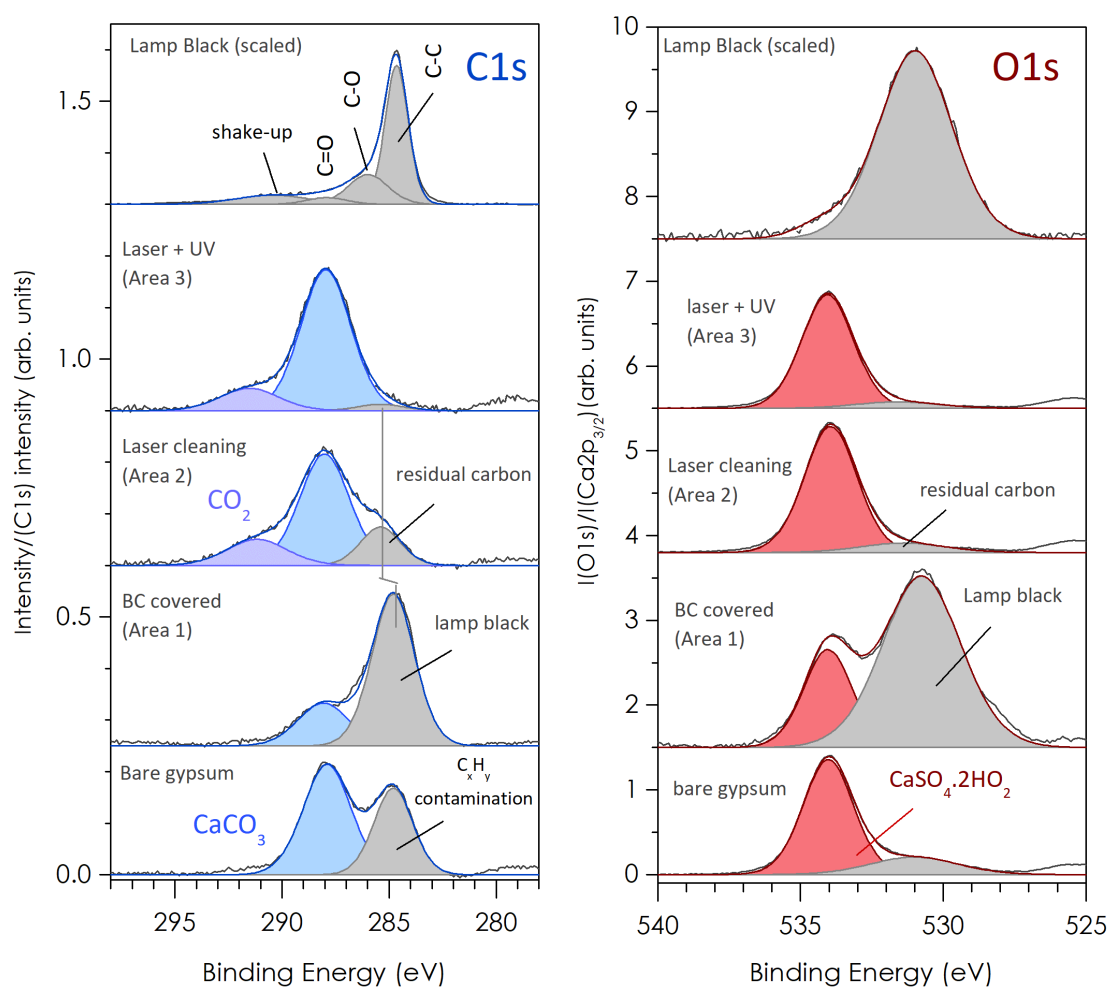 Lamp Black (scaled)
C1s
C-C
C-O
C=O
shake-up
1.5
Laser + UV
(Area 3)
1.0
Laser cleaning
(Area 2)
CO2
residual carbon
BC covered
(Area 1)
0.5
lamp black
Bare gypsum
CxHy
contamination
CaCO3
0.0
295
290
285
280
Binding Energy (eV)
Intensity/(C1s) intensity (arb. units)
10
Lamp Black (scaled)
O1s
9
8
7
laser + UV
(Area 3)
6
5
Laser cleaning
(Area 2)
residual carbon
4
BC covered
(Area 1)
Lamp black
3
2
bare gypsum
CaSO4.2HO2
1
0
540
535
530
525
Binding Energy (eV)
I(O1s)/I(Ca2p3/2)(arb. units)